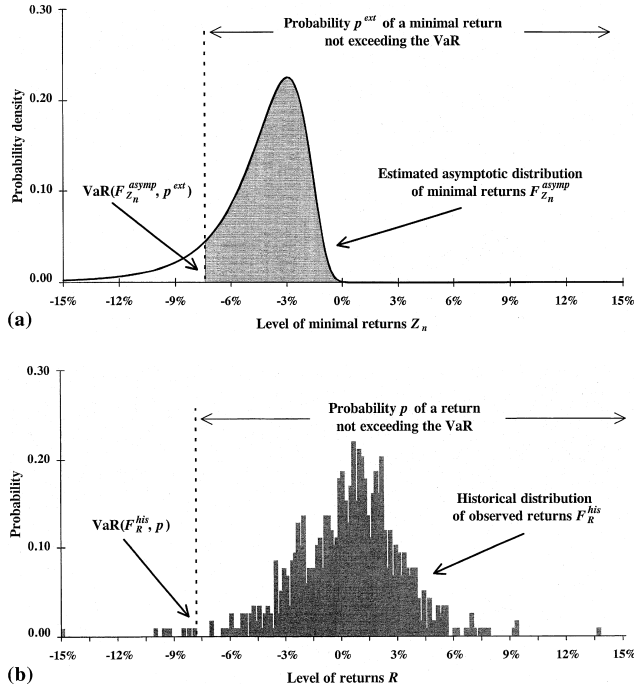 0.30
Probability p^ext of a minimal return
not exceeding the VaR
0.20
Probability density
VaR(F_{Z_n}^{asymp}, p^ext)
Estimated asymptotic distribution
of minimal returns F_{Z_n}^{asymp}
0.10
0.00
-15% -12% -9% -6% -3% 0% 3% 6% 9% 12% 15%
(a)
Level of minimal returns Z_n
0.30
Probability p of a return
not exceeding the VaR
0.20
Probability
VaR(F_R^{his}, p)
Historical distribution
of observed returns F_R^{his}
0.10
0.00
-15% -12% -9% -6% -3% 0% 3% 6% 9% 12% 15%
(b)
Level of returns R